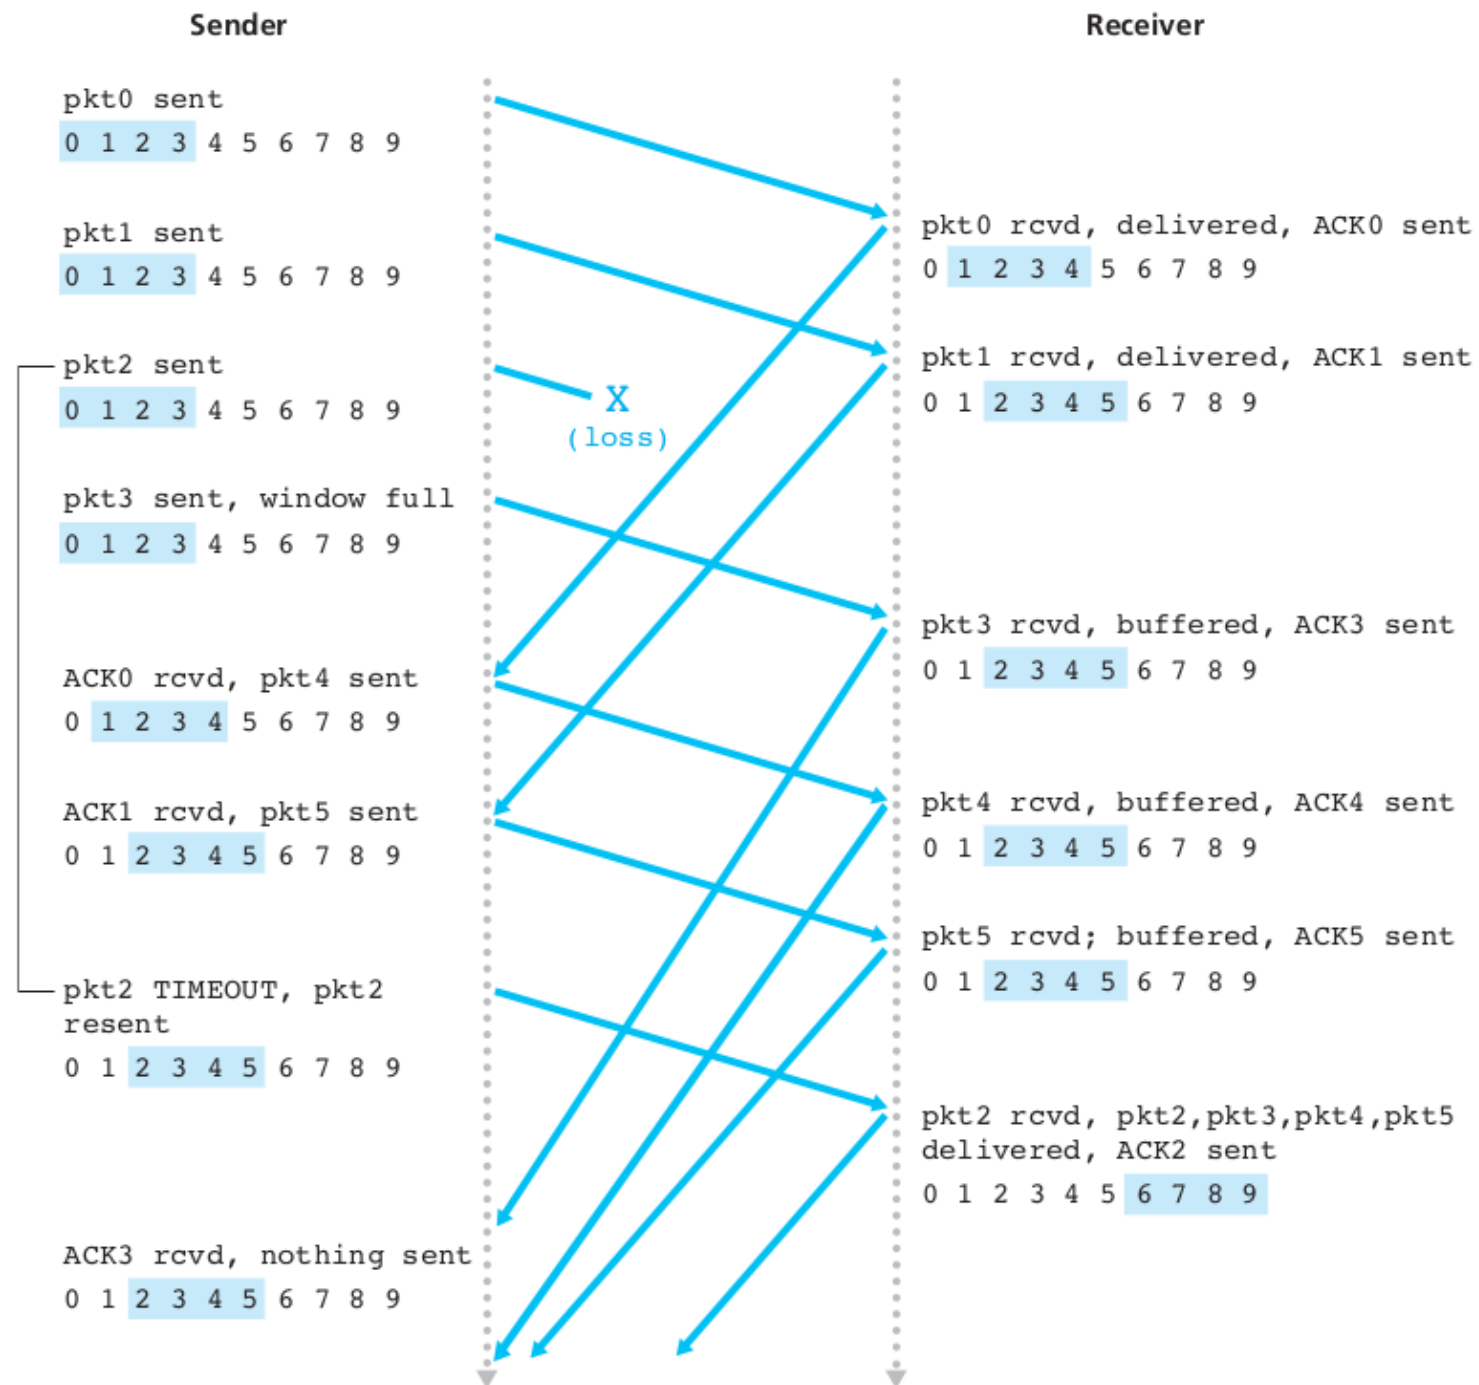 Sender
Receiver
pkt0 sent
0 1 2 3 4 5 6 7 8 9
pkt0 rcvd, delivered, ACK0 sent
0 1 2 3 4 5 6 7 8 9
pkt1 sent
0 1 2 3 4 5 6 7 8 9
pkt1 rcvd, delivered, ACK1 sent
0 1 2 3 4 5 6 7 8 9
pkt2 sent
0 1 2 3 4 5 6 7 8 9
X
(loss)
pkt3 sent, window full
0 1 2 3 4 5 6 7 8 9
pkt3 rcvd, buffered, ACK3 sent
0 1 2 3 4 5 6 7 8 9
ACK0 rcvd, pkt4 sent
0 1 2 3 4 5 6 7 8 9
pkt4 rcvd, buffered, ACK4 sent
0 1 2 3 4 5 6 7 8 9
ACK1 rcvd, pkt5 sent
0 1 2 3 4 5 6 7 8 9
pkt5 rcvd; buffered, ACK5 sent
0 1 2 3 4 5 6 7 8 9
pkt2 TIMEOUT, pkt2
resent
0 1 2 3 4 5 6 7 8 9
pkt2 rcvd, pkt2,pkt3,pkt4,pkt5
delivered, ACK2 sent
0 1 2 3 4 5 6 7 8 9
ACK3 rcvd, nothing sent
0 1 2 3 4 5 6 7 8 9